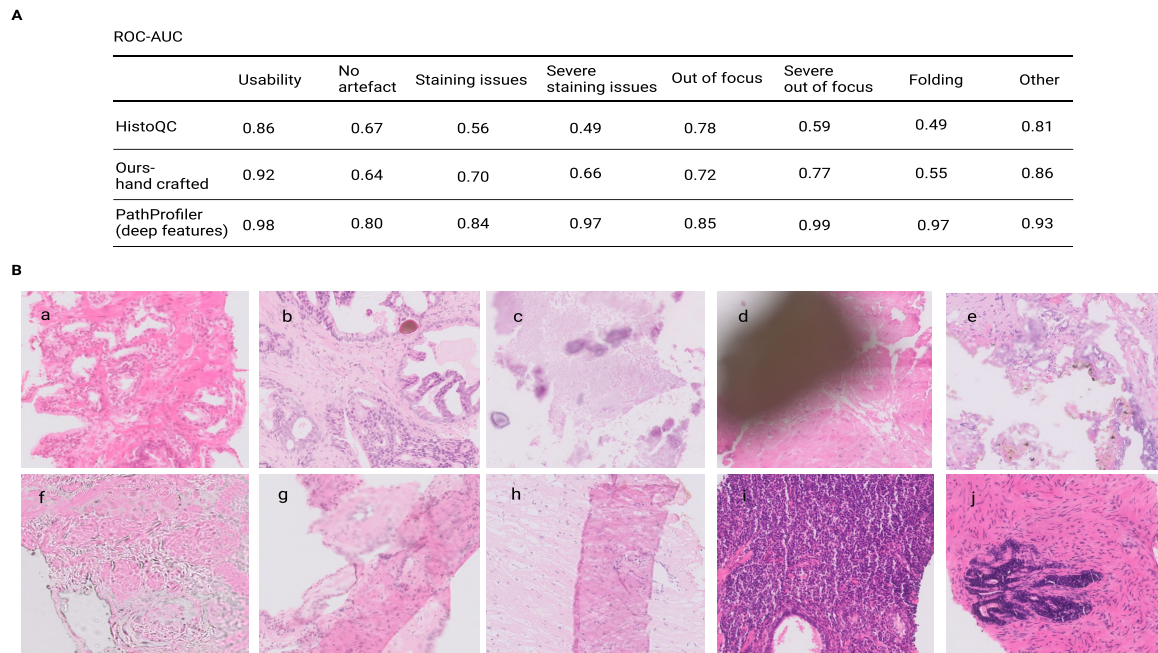 A
ROC-AUC
Usability No artefact Staining issues Severe staining issues Out of focus Severe out of focus Folding Other
HistoQC 0.86 0.67 0.56 0.49 0.78 0.59 0.49 0.81
Ours-
hand crafted 0.92 0.64 0.70 0.66 0.72 0.77 0.55 0.86
PathProfiler
(deep features) 0.98 0.80 0.84 0.97 0.85 0.99 0.97 0.93
B
a b c d e
f g h i j